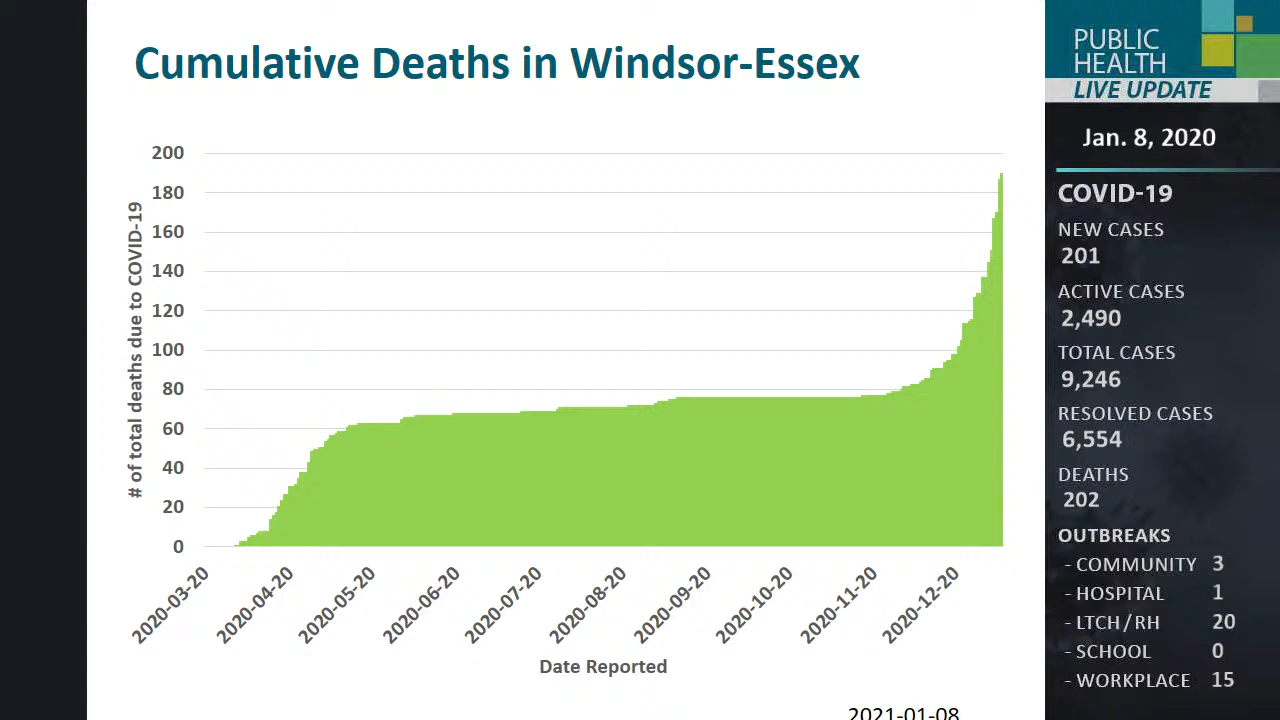 Cumulative Deaths in Windsor-Essex
# of total deaths due to COVID-19
200
180
160
140
120
100
80
60
40
20
0
2020-03-20
2020-04-20
2020-05-20
2020-06-20
2020-07-20
2020-08-20
2020-09-20
2020-10-20
2020-11-20
2020-12-20
Date Reported
2021-01-08
PUBLIC
HEALTH
LIVE UPDATE
Jan. 8, 2020
COVID-19
NEW CASES
201
ACTIVE CASES
2,490
TOTAL CASES
9,246
RESOLVED CASES
6,554
DEATHS
202
OUTBREAKS
- COMMUNITY 3
- HOSPITAL 1
- LTCH/RH 20
- SCHOOL 0
- WORKPLACE 15